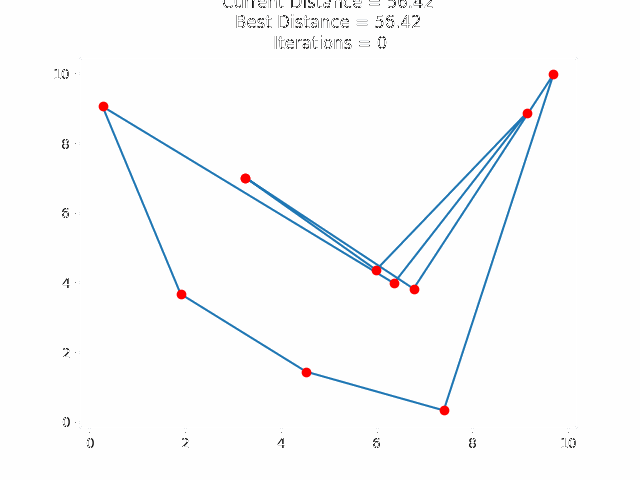 Current Distance = 56.42
Best Distance = 56.42
Iterations = 0
10
8
6
4
2
0
0 2 4 6 8 10